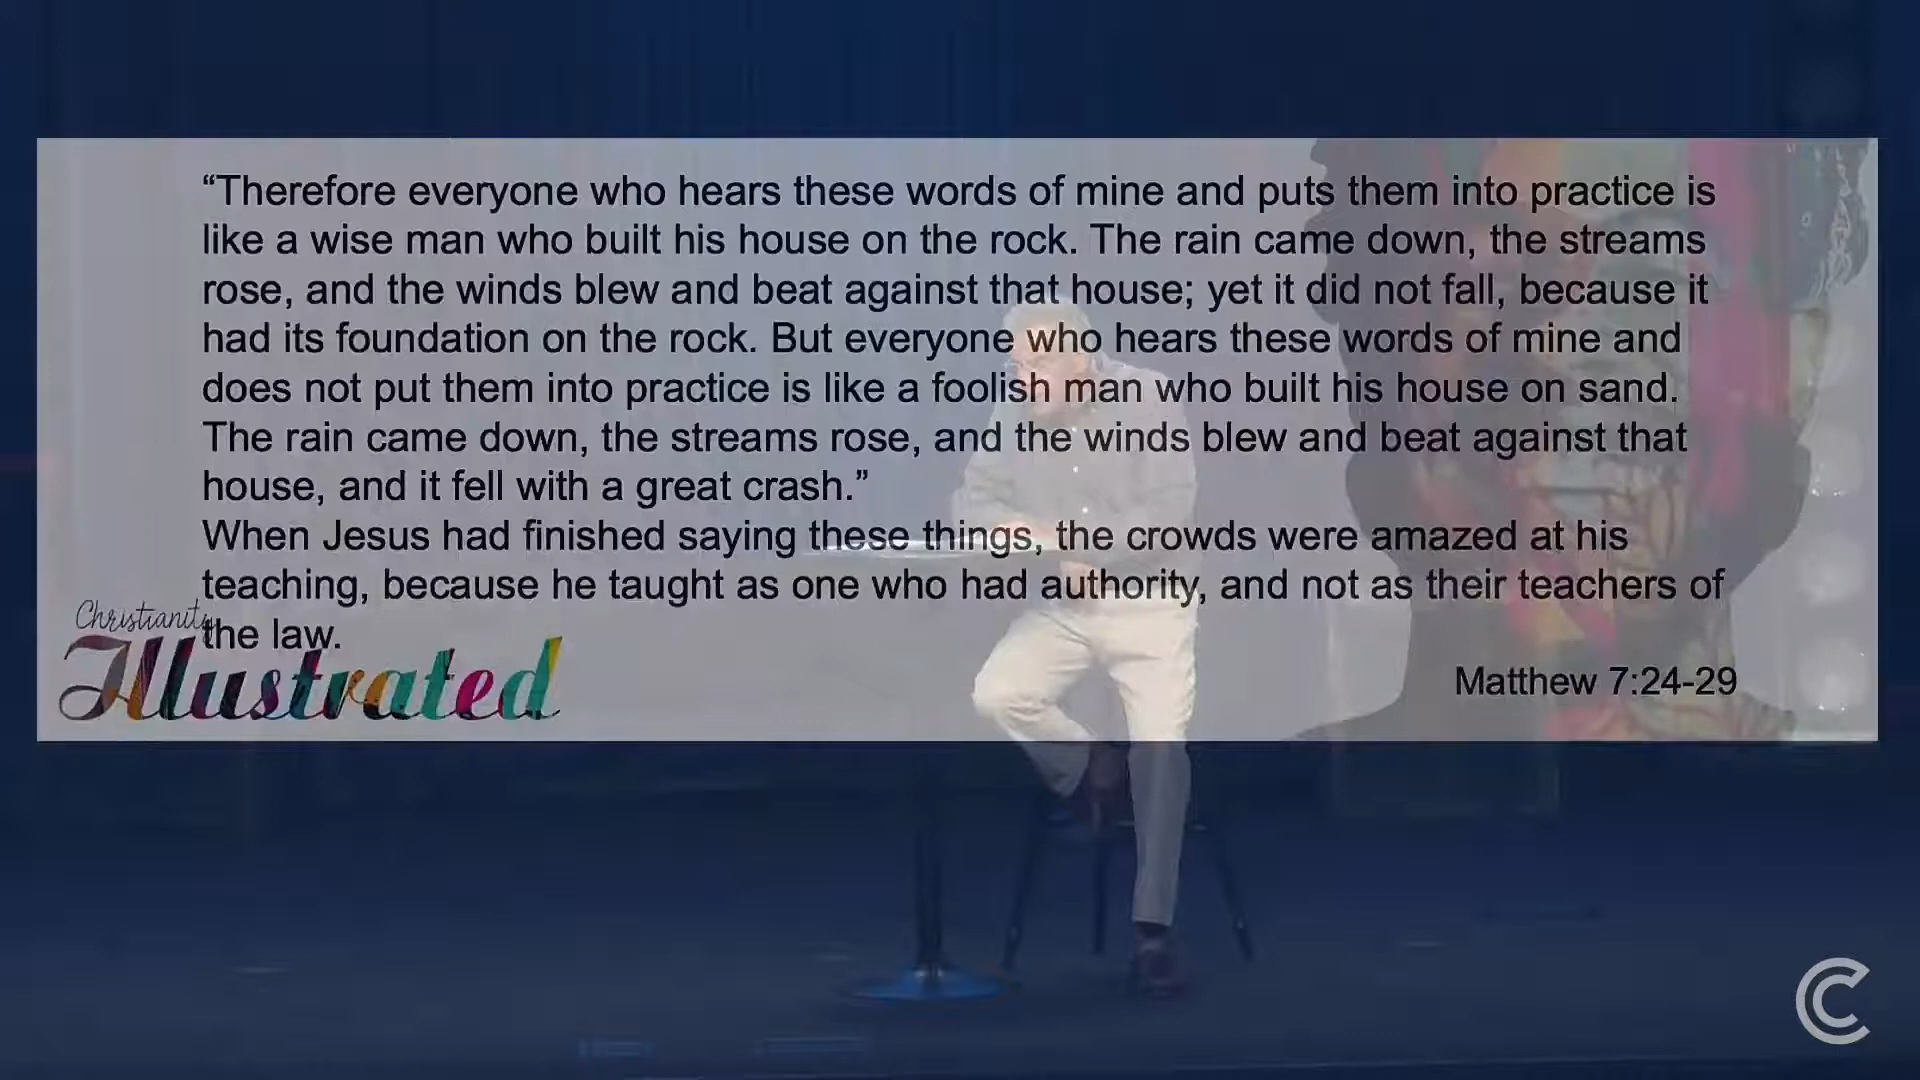 “Therefore everyone who hears these words of mine and puts them into practice is
like a wise man who built his house on the rock. The rain came down, the streams
rose, and the winds blew and beat against that house; yet it did not fall, because it
had its foundation on the rock. But everyone who hears these words of mine and
does not put them into practice is like a foolish man who built his house on sand.
The rain came down, the streams rose, and the winds blew and beat against that
house, and it fell with a great crash.”
When Jesus had finished saying these things, the crowds were amazed at his
teaching, because he taught as one who had authority, and not as their teachers of
the law.
Matthew 7:24-29
Christianity
Illustrated
C